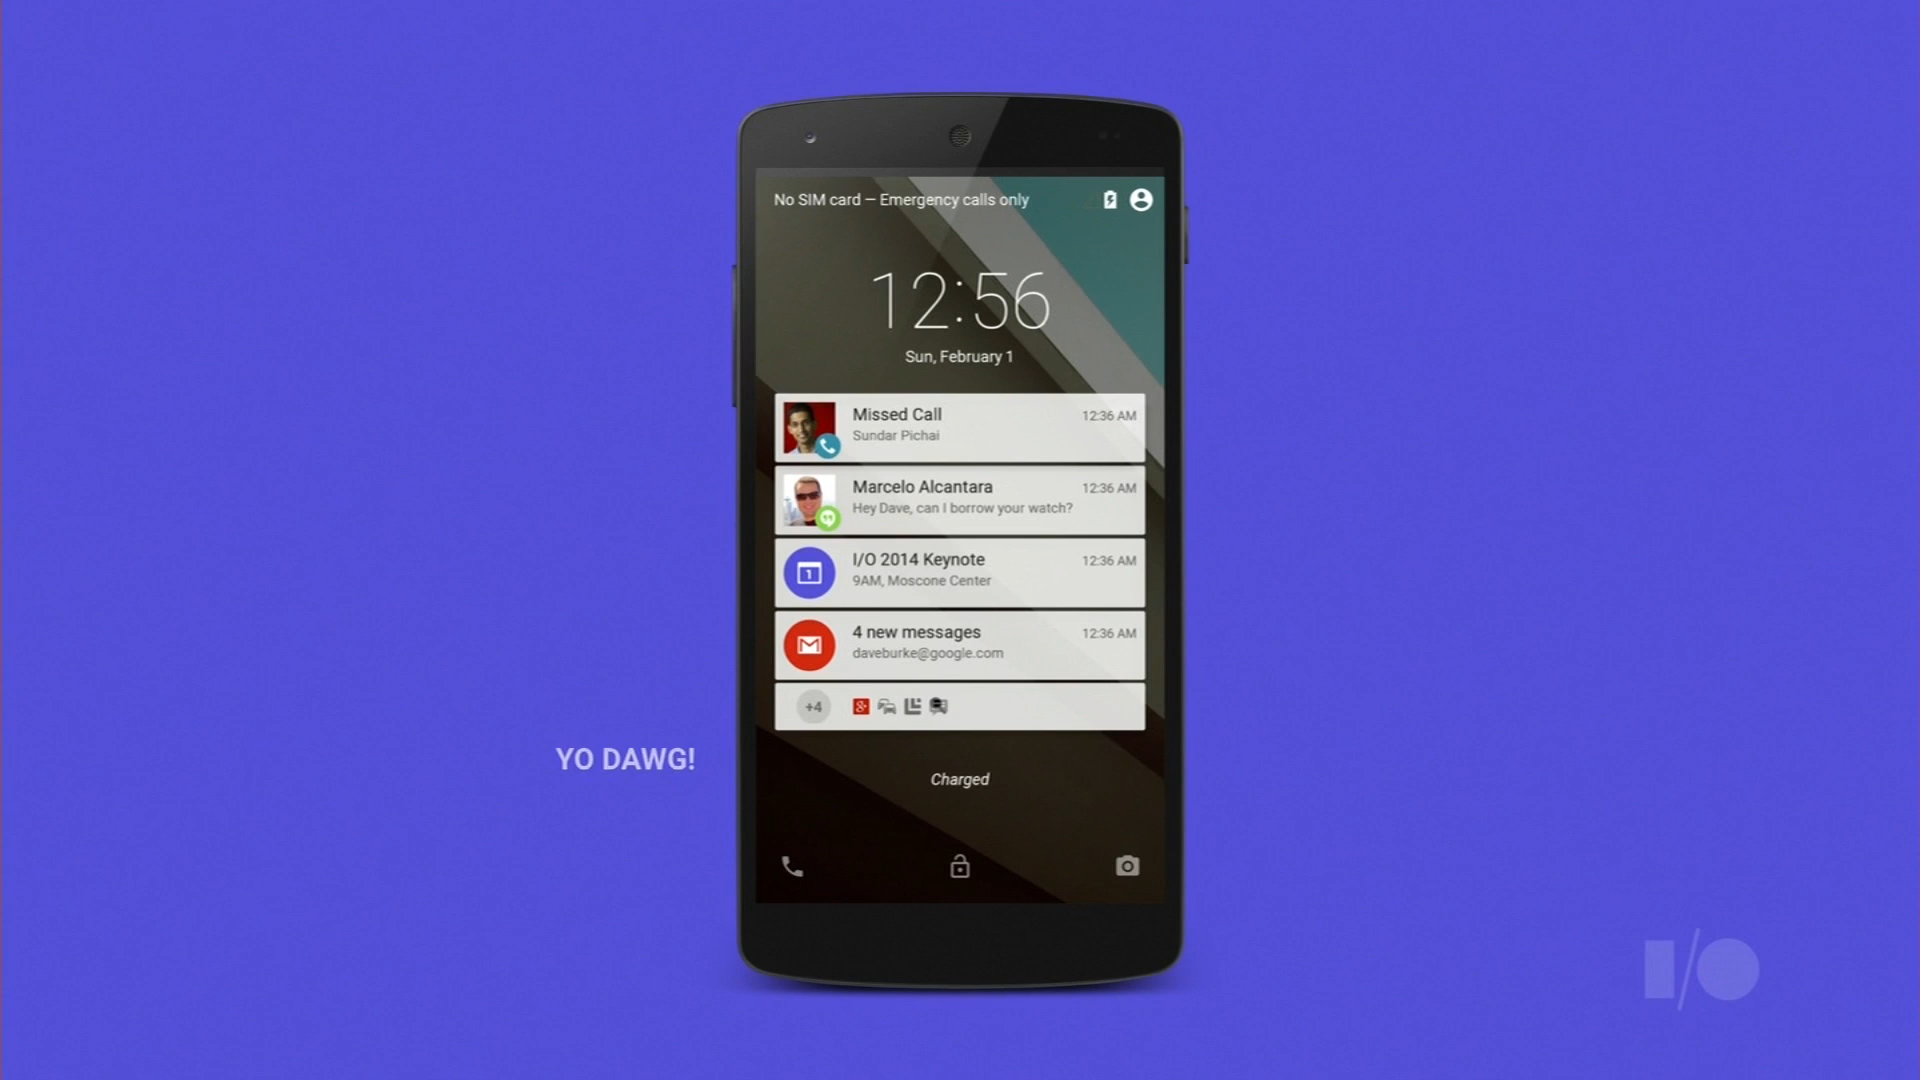 No SIM card — Emergency calls only
12:56
Sun, February 1
Missed Call
12:36 AM
Sundar Pichai
Marcelo Alcantara
12:36 AM
Hey Dave, can I borrow your watch?
1
I/O 2014 Keynote
12:36 AM
9AM, Moscone Center
4 new messages
12:36 AM
daveburke@google.com
+4
8+
YO DAWG!
Charged
I/O